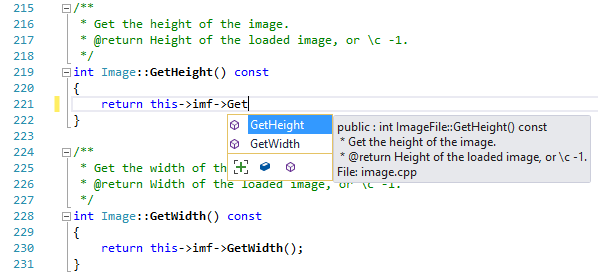 215 /**
216  * Get the height of the image.
217  * @return Height of the loaded image, or \c -1.
218  */
219 int Image::GetHeight() const
220 {
221     return this->imf->Get
222 }
GetHeight
GetWidth
public : int ImageFile::GetHeight() const
* Get the height of the image.
* @return Height of the loaded image, or \c -1.
File: image.cpp
223
224 /**
225  * Get the width of th
226  * @return Width of the loaded image, or \c -1.
227  */
228 int Image::GetWidth() const
229 {
230     return this->imf->GetWidth();
231 }